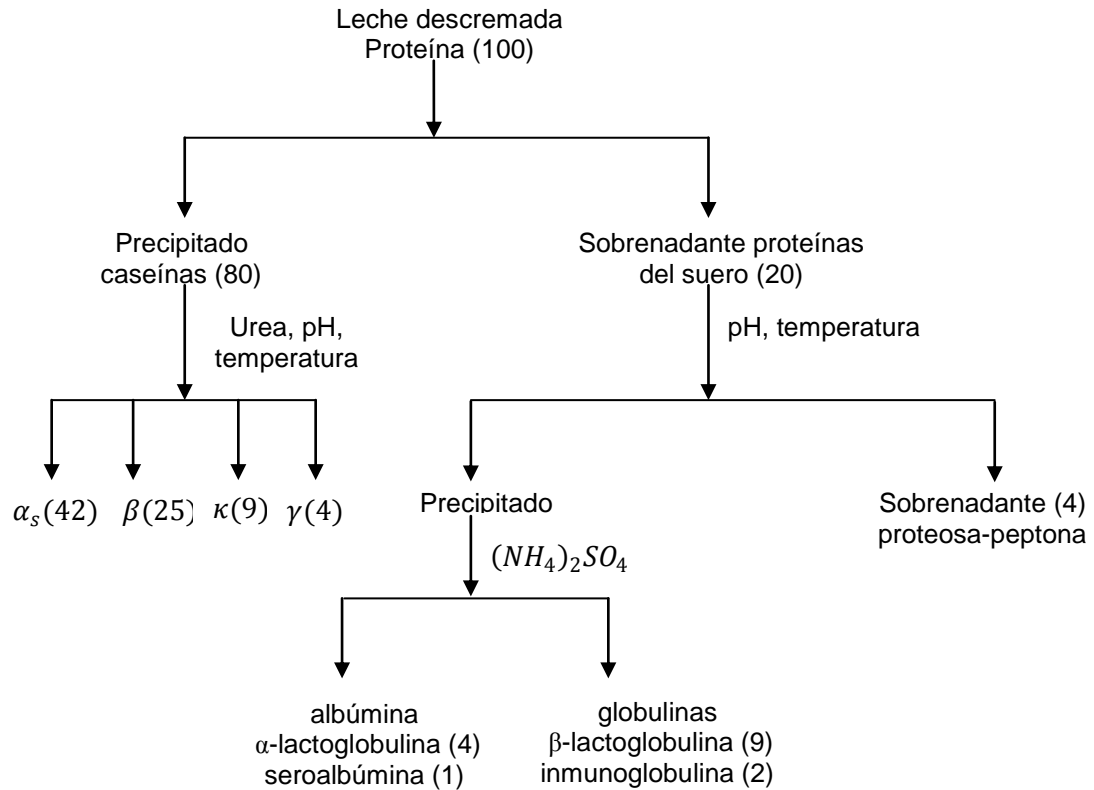 Leche descremada
Proteína (100)
Precipitado
caseínas (80)
Sobrenadante proteínas
del suero (20)
Urea, pH,
temperatura
pH, temperatura
α_s(42) β(25) κ(9) γ(4)
Precipitado
Sobrenadante (4)
proteosa-peptona
(NH₄)₂SO₄
albúmina
α-lactoglobulina (4)
seroalbúmina (1)
globulinas
β-lactoglobulina (9)
inmunoglobulina (2)